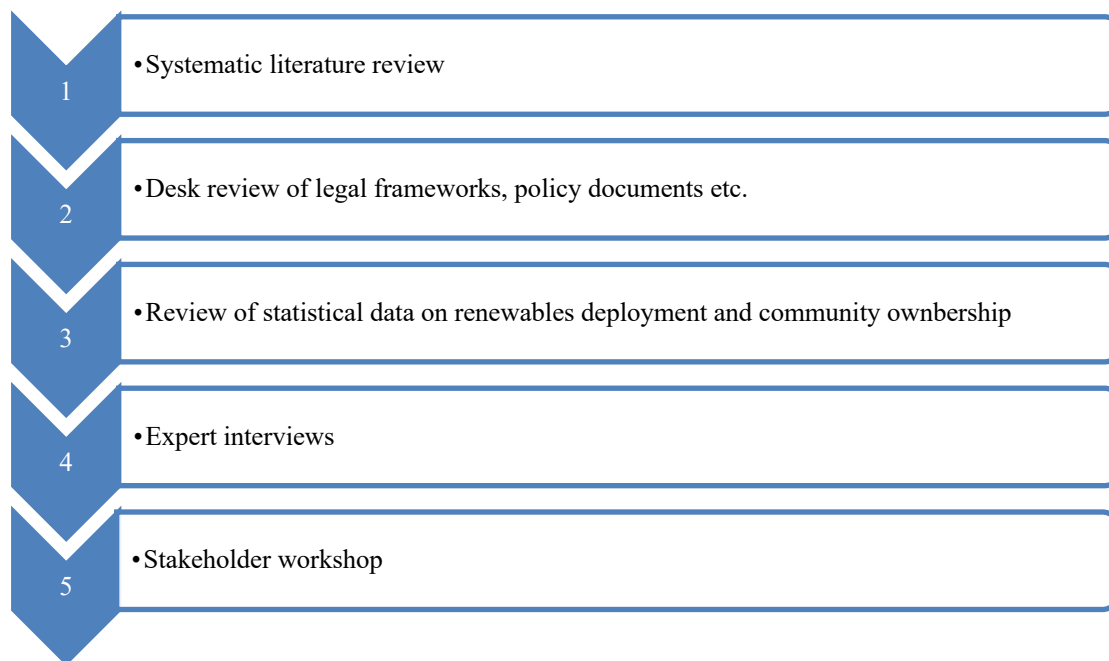 1
•Systematic literature review
2
•Desk review of legal frameworks, policy documents etc.
3
•Review of statistical data on renewables deployment and community ownbership
4
•Expert interviews
5
•Stakeholder workshop